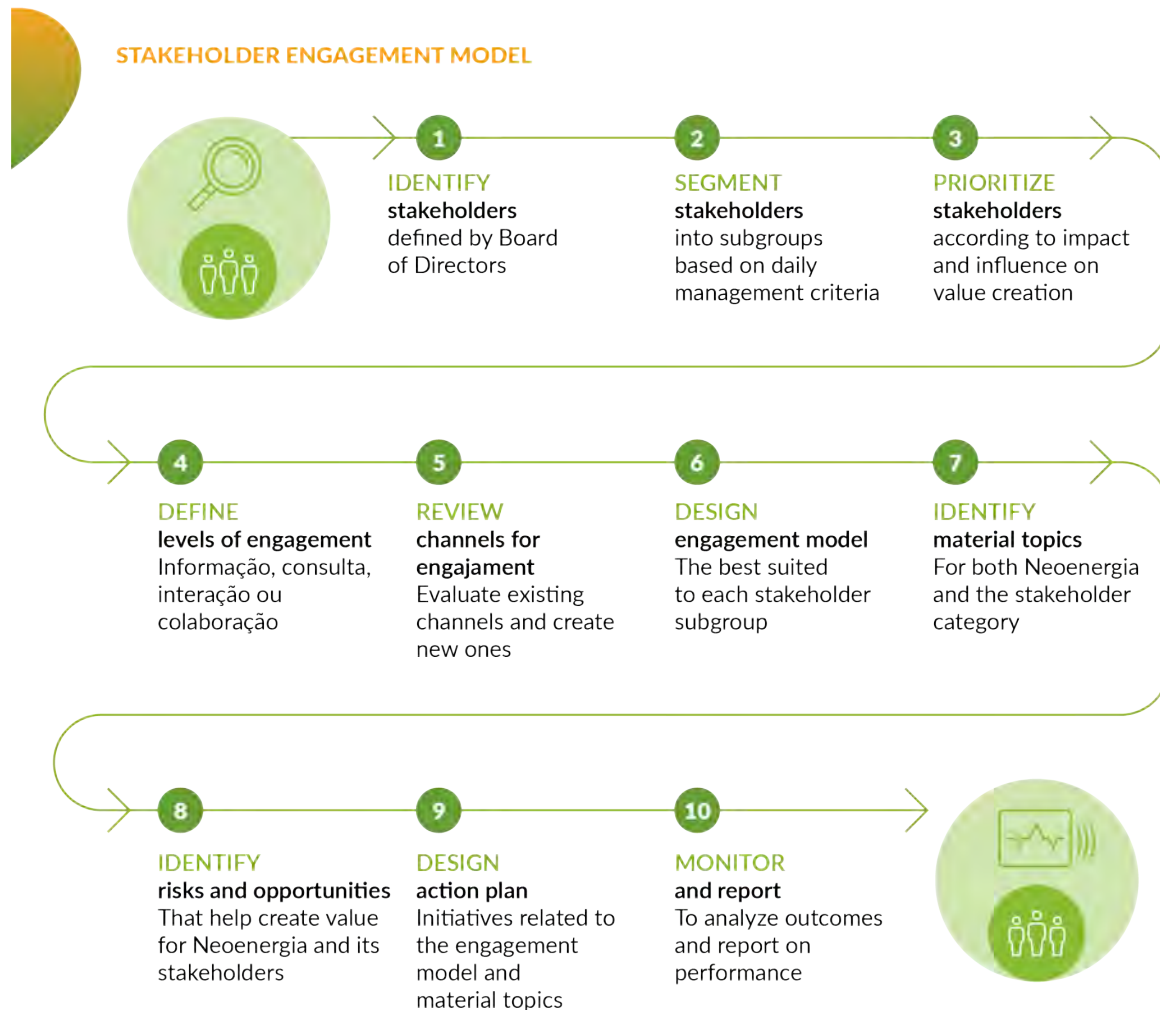 STAKEHOLDER ENGAGEMENT MODEL
1
IDENTIFY
stakeholders
defined by Board
of Directors
2
SEGMENT
stakeholders
into subgroups
based on daily
management criteria
3
PRIORITIZE
stakeholders
according to impact
and influence on
value creation
4
DEFINE
levels of engagement
Informação, consulta,
interação ou
colaboração
5
REVIEW
channels for
engajament
Evaluate existing
channels and create
new ones
6
DESIGN
engagement model
The best suited
to each stakeholder
subgroup
7
IDENTIFY
material topics
For both Neoenergia
and the stakeholder
category
8
IDENTIFY
risks and opportunities
That help create value
for Neoenergia and its
stakeholders
9
DESIGN
action plan
Initiatives related to
the engagement
model and
material topics
10
MONITOR
and report
To analyze outcomes
and report on
performance